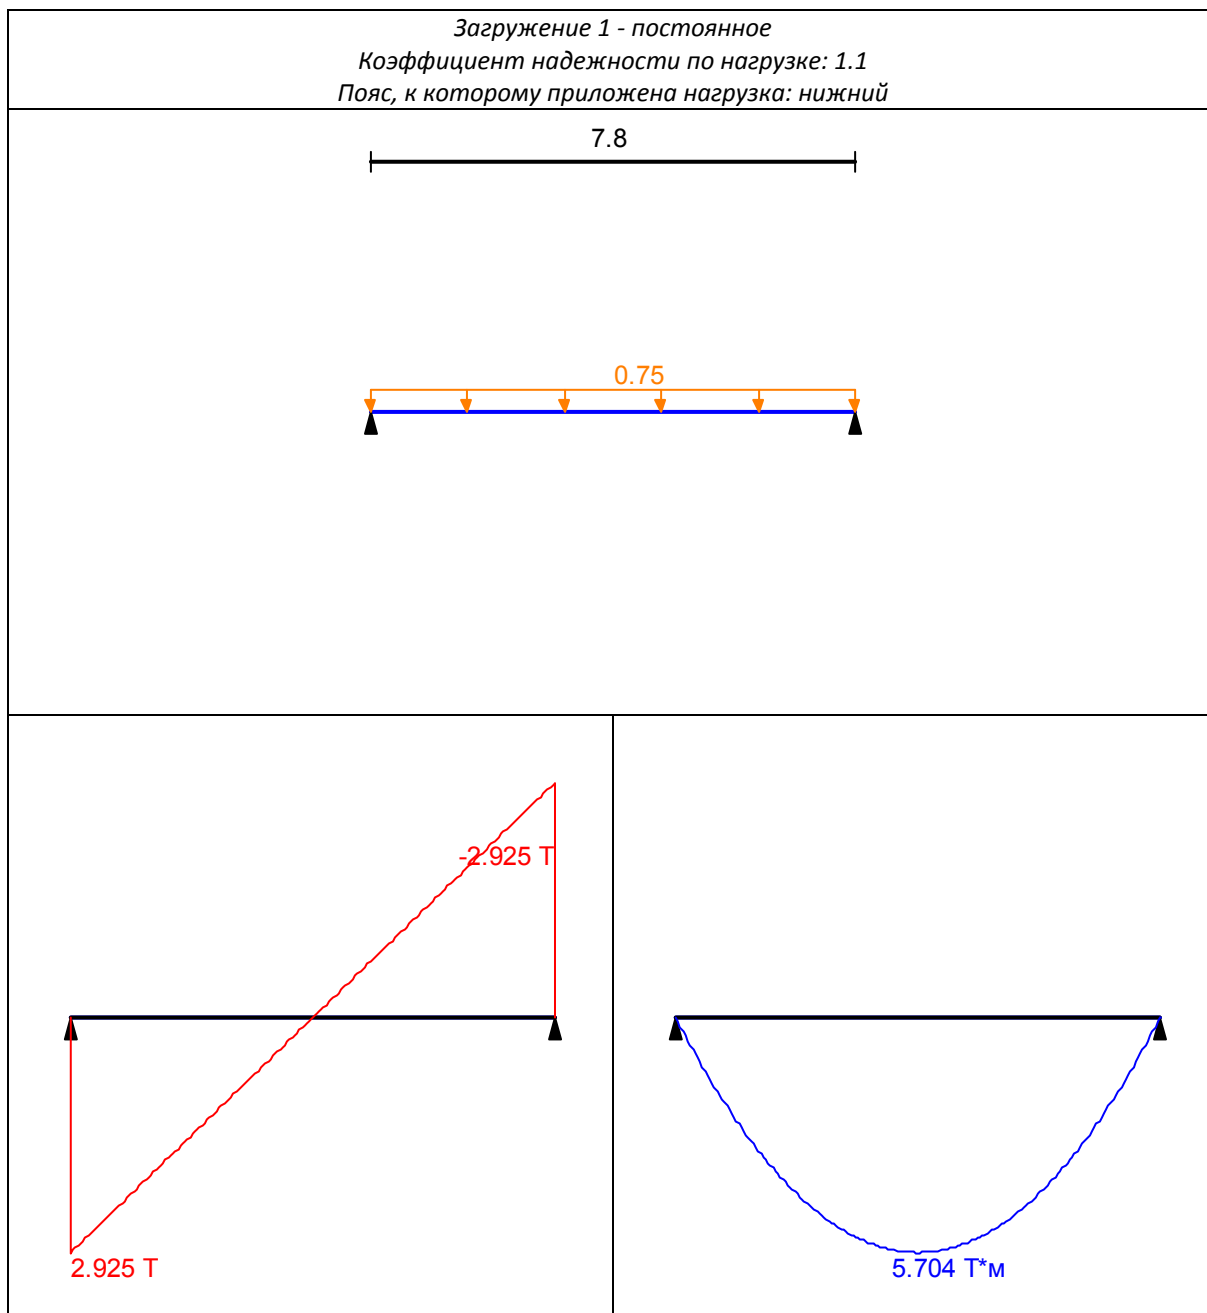 Загружение 1 - постоянное
Коэффициент надежности по нагрузке: 1.1
Пояс, к которому приложена нагрузка: нижний
7.8
0.75
-2.925 Т
2.925 Т
5.704 Т*м